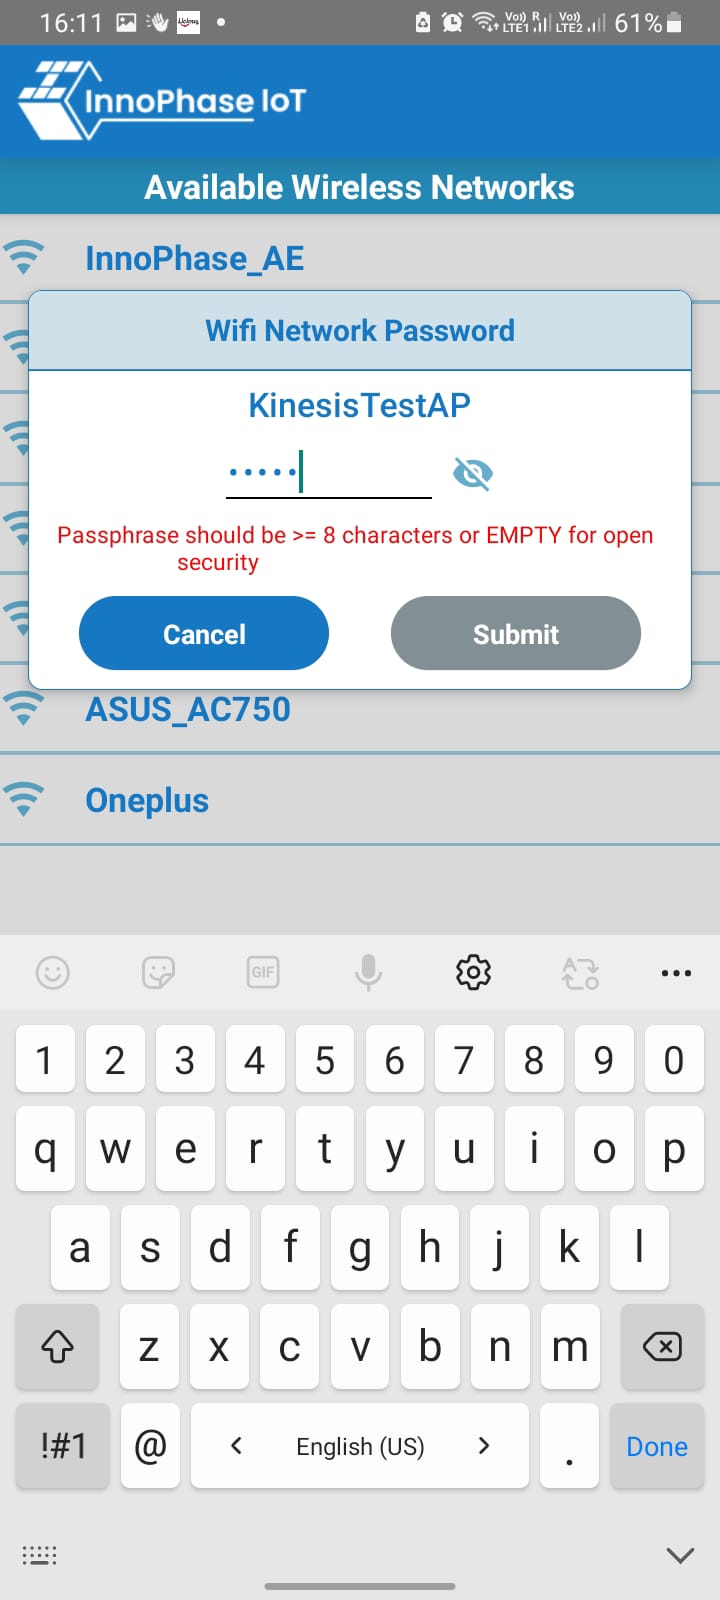 16:11
Vo)) R Vo))
LTE1 LTE2 61%
InnoPhase IoT
Available Wireless Networks
InnoPhase_AE
Wifi Network Password
KinesisTestAP
•••••
Passphrase should be >= 8 characters or EMPTY for open
security
Cancel Submit
ASUS_AC750
Oneplus
GIF
1 2 3 4 5 6 7 8 9 0
q w e r t y u i o p
a s d f g h j k l
z x c v b n m
!#1 @ < English (US) > . Done